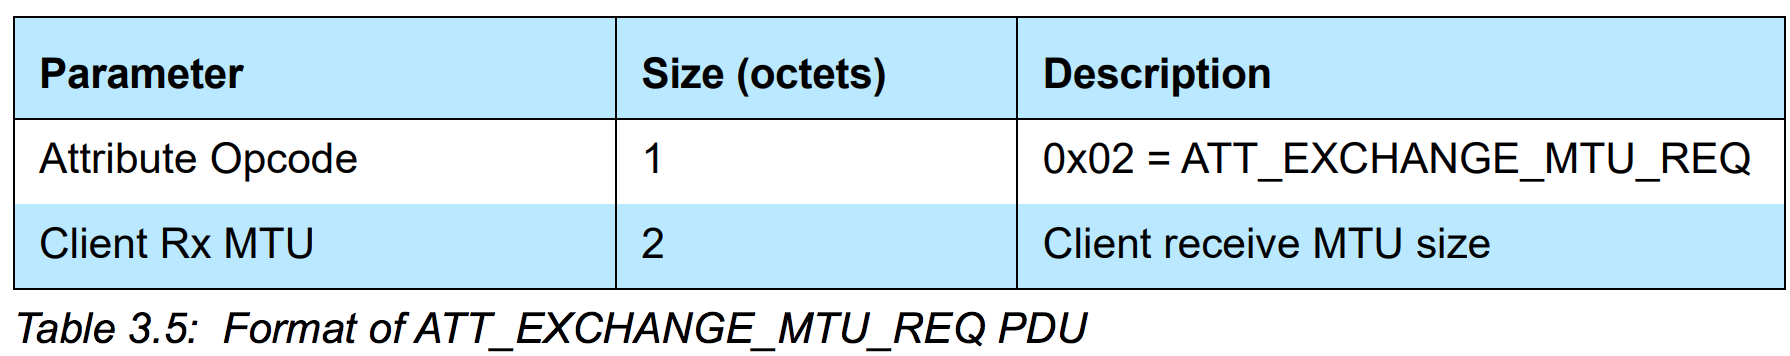 Parameter Size (octets) Description
Attribute Opcode 1 0x02 = ATT_EXCHANGE_MTU_REQ
Client Rx MTU 2 Client receive MTU size
Table 3.5: Format of ATT_EXCHANGE_MTU_REQ PDU